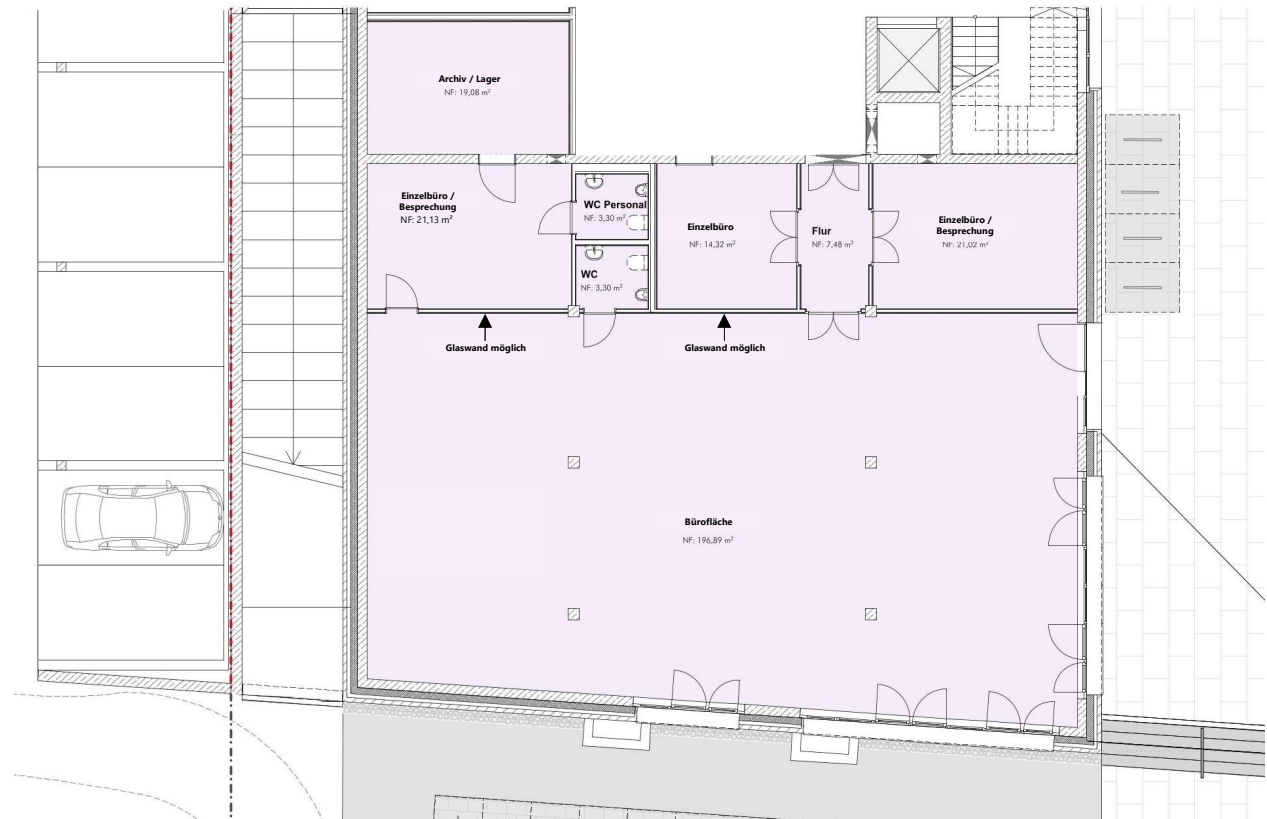 Archiv / Lager
NF: 19,08 m²
Einzelbüro /
Besprechung
NF: 21,13 m²
WC Personal
NF: 3,30 m²
WC
NF: 3,30 m²
Einzelbüro
NF: 14,32 m²
Flur
NF: 7,48 m²
Einzelbüro /
Besprechung
NF: 21,02 m²
Glaswand möglich
Glaswand möglich
Bürofläche
NF: 196,89 m²